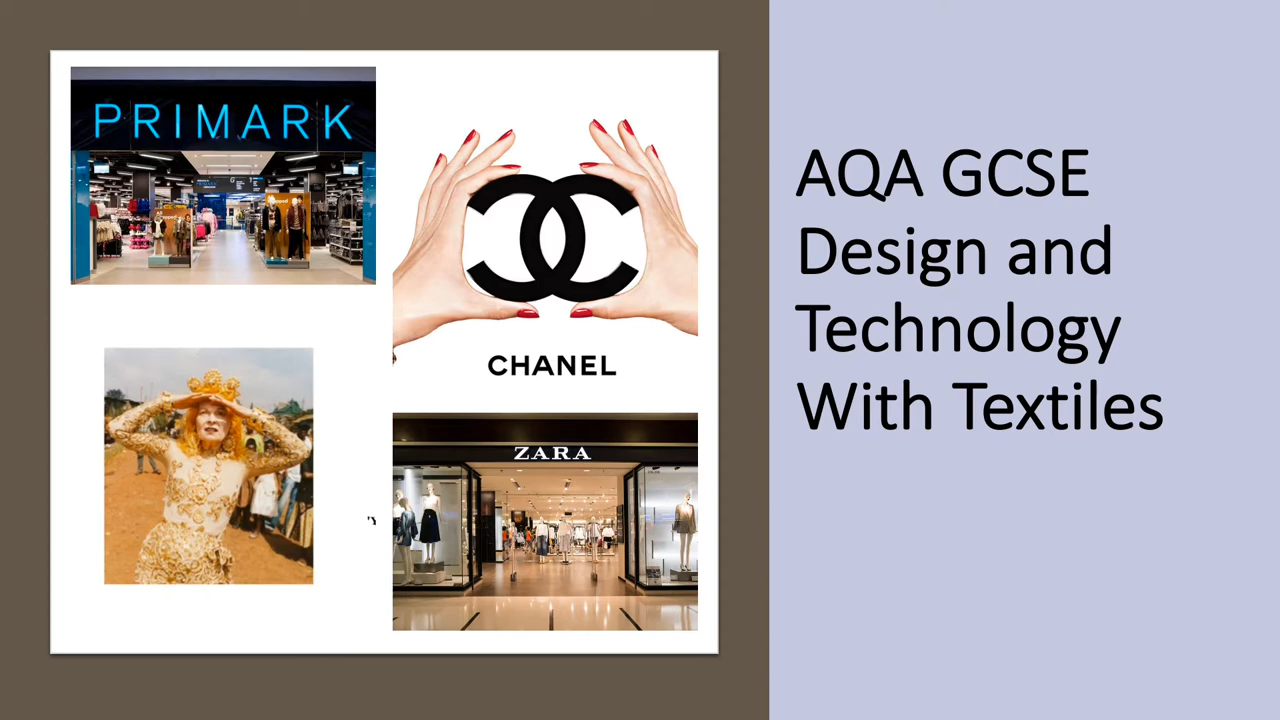 PRIMARK
CHANEL
ZARA
AQA GCSE
Design and
Technology
With Textiles